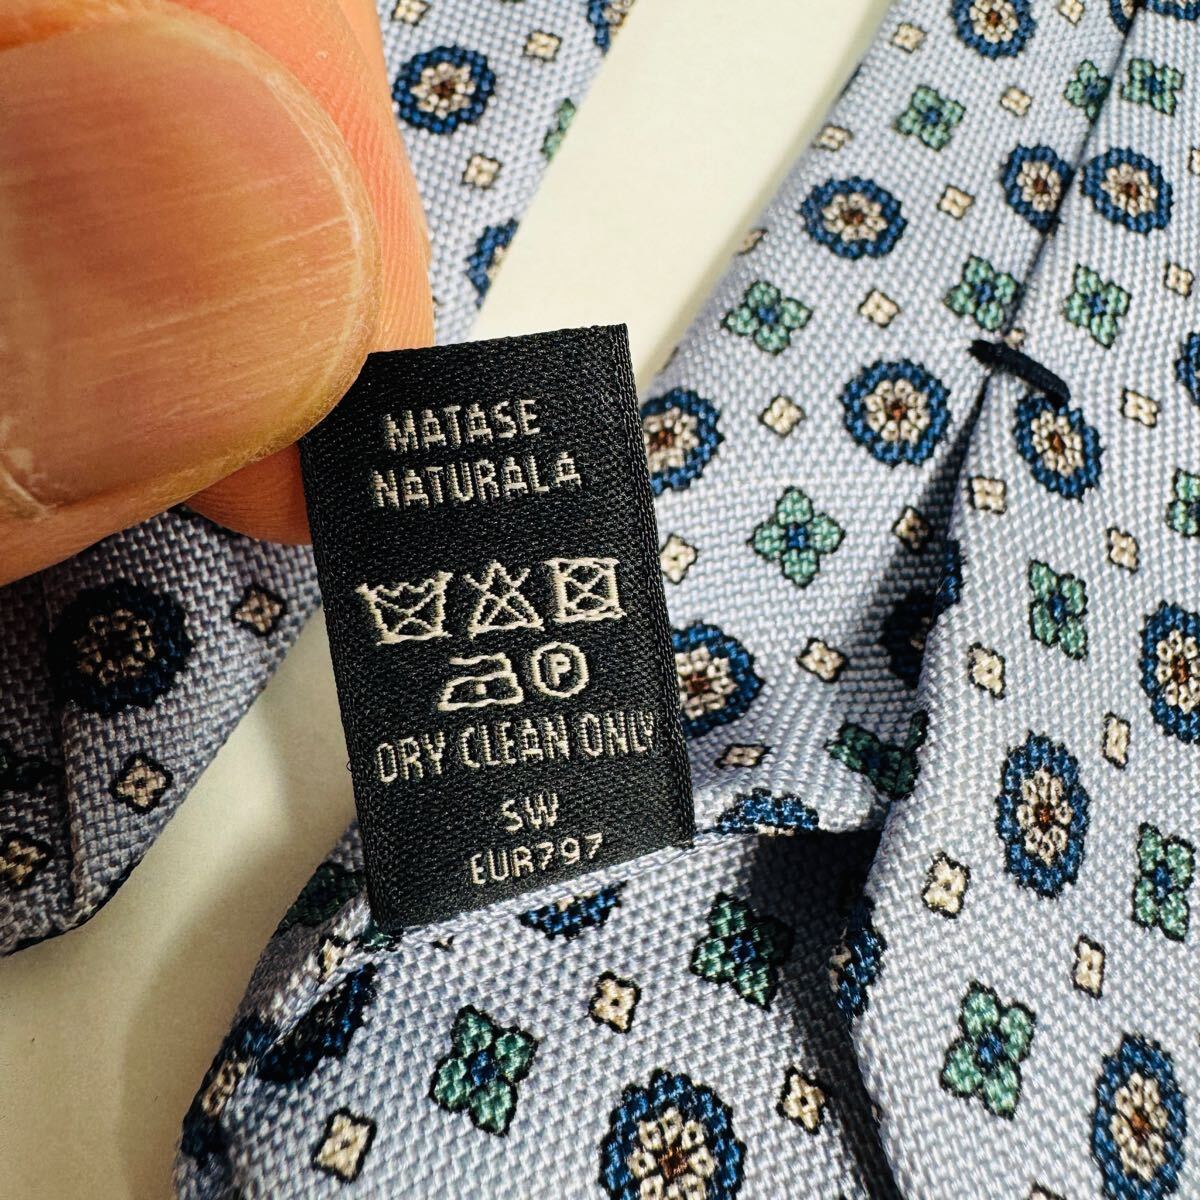 MATASE
NATURALA
P
DRY CLEAN ONLY
SW
EUR797